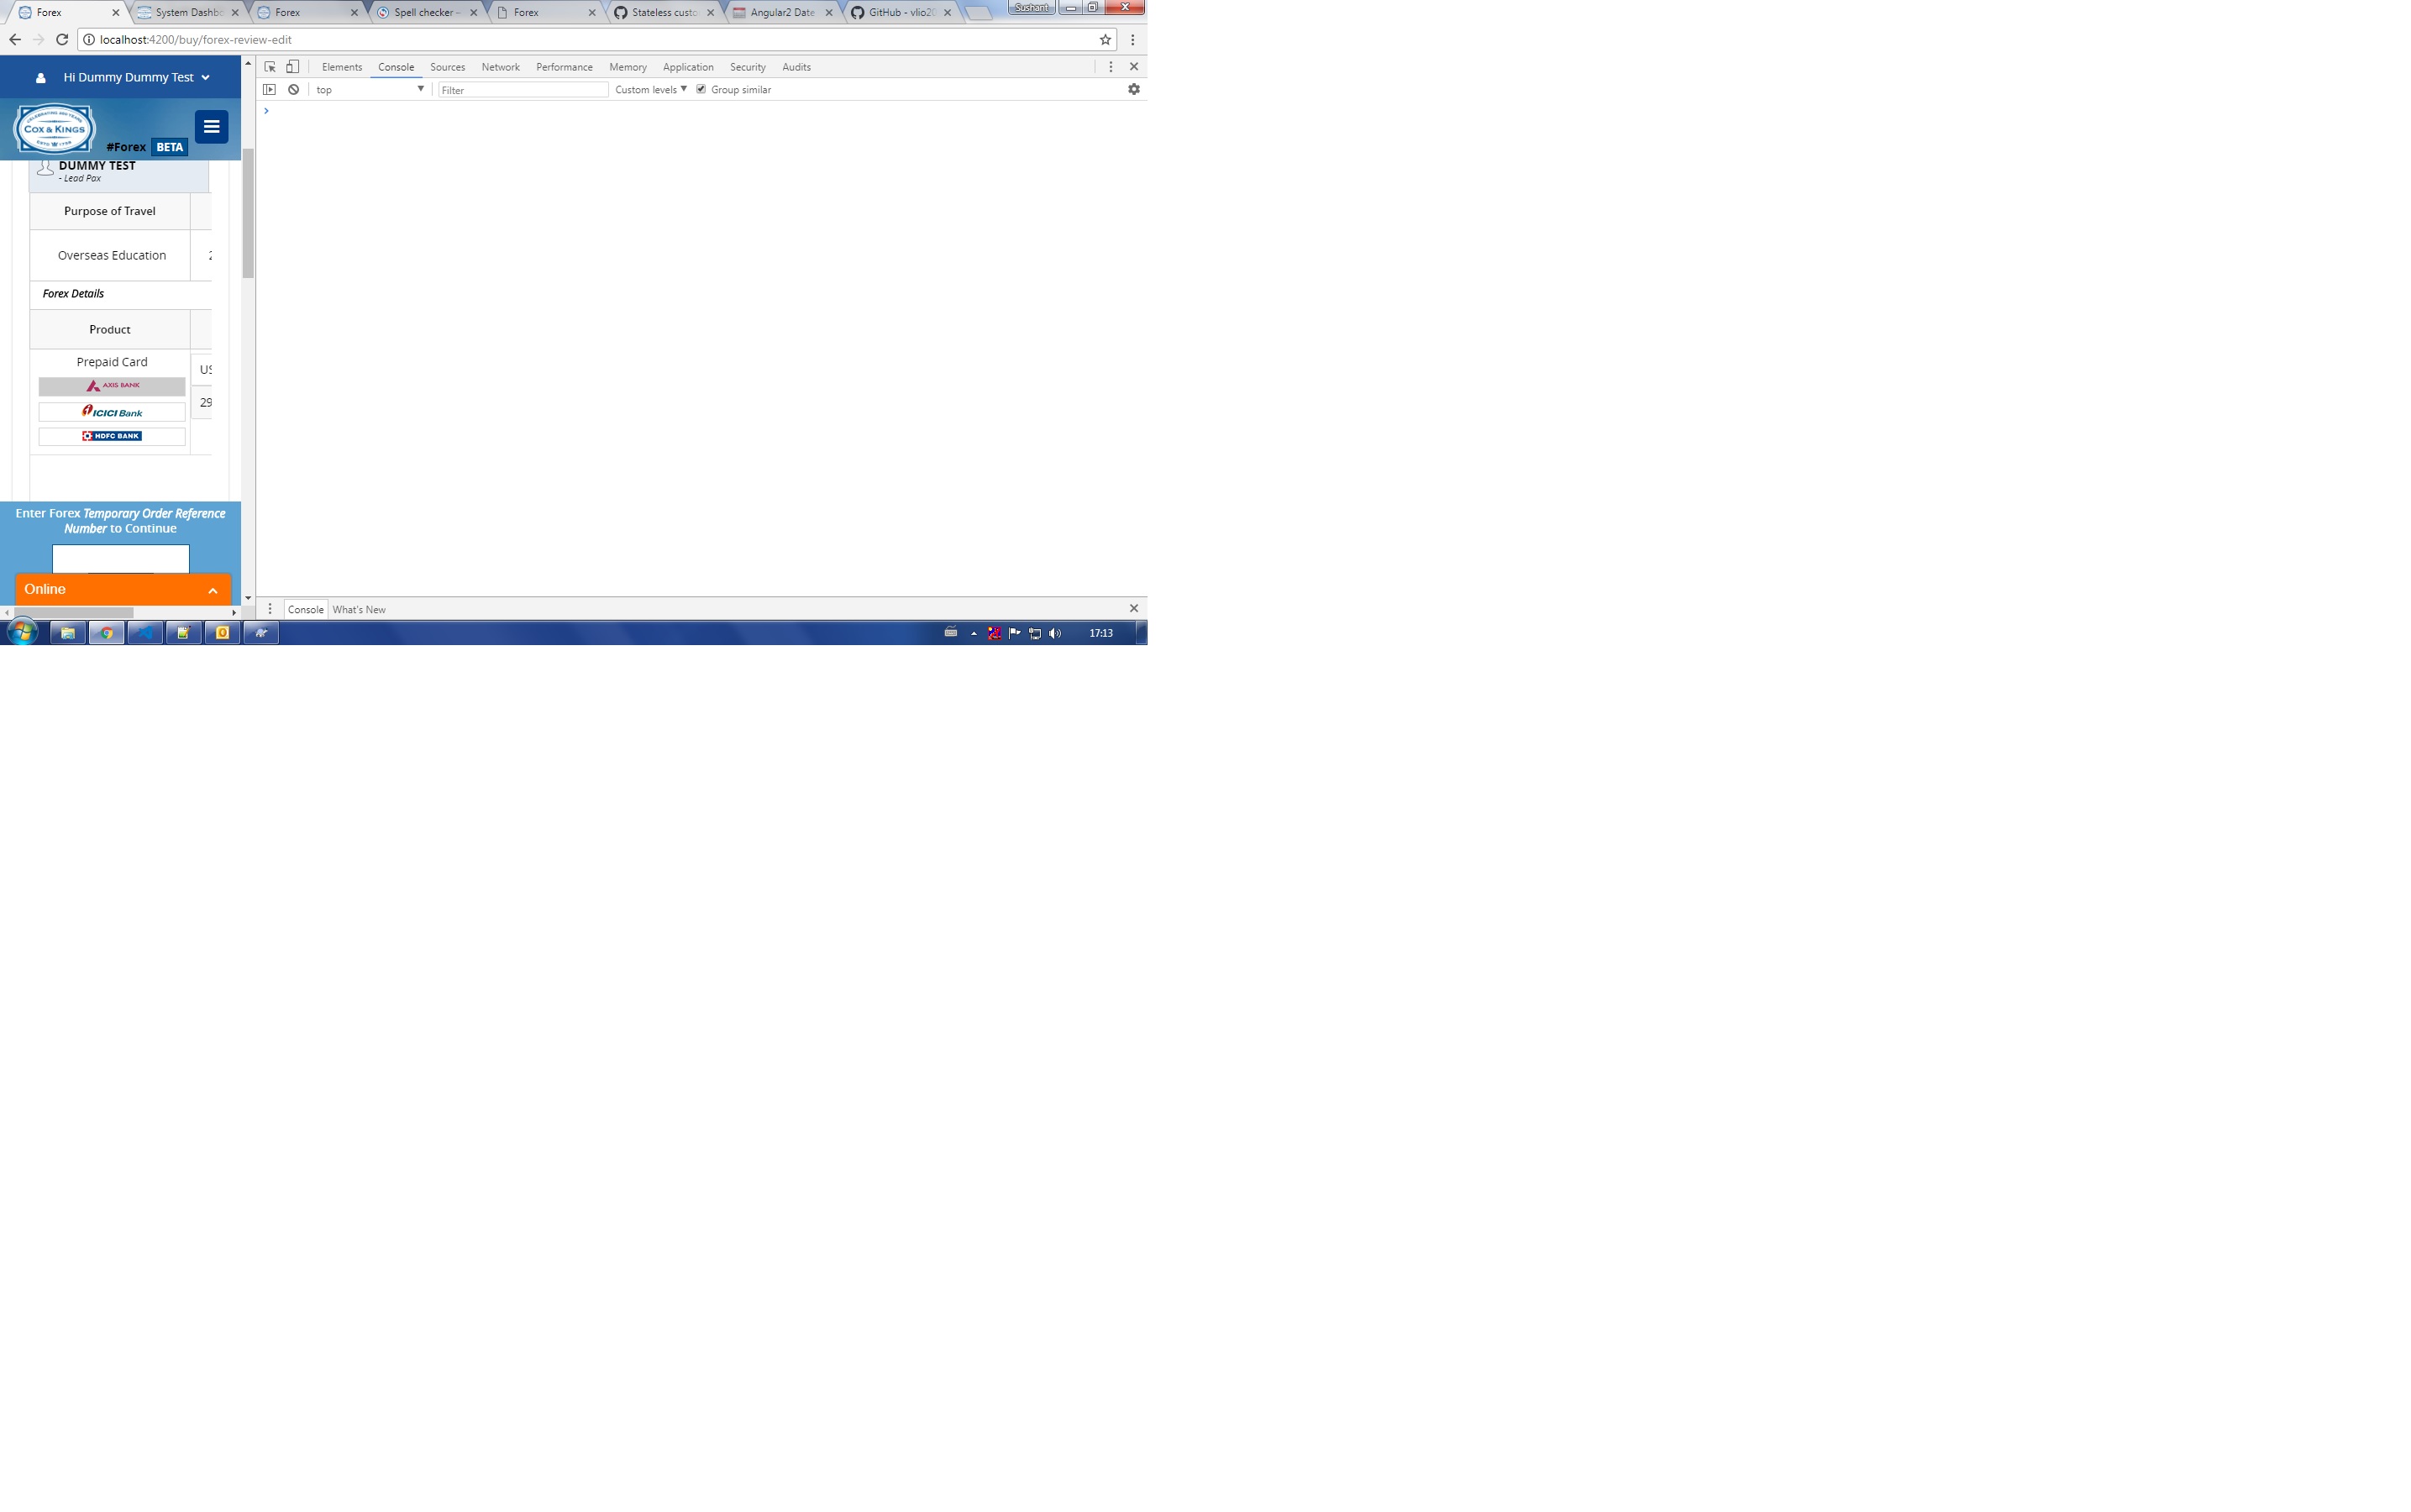 Forex
System Dashb
Forex
Spell checker -
Forex
Stateless custo
Angular2 Date
GitHub - vlio20
Sushant
localhost:4200/buy/forex-review-edit
Hi Dummy Dummy Test
Elements Console Sources Network Performance Memory Application Security Audits
top
Filter
Custom levels
Group similar
COX & KINGS
#Forex BETA
DUMMY TEST
- Lead Pax
Purpose of Travel
Overseas Education
2
Forex Details
Product
Prepaid Card
US
AXIS BANK
29
ICICI Bank
HDFC BANK
Enter Forex Temporary Order Reference
Number to Continue
Online
Console What's New
17:13